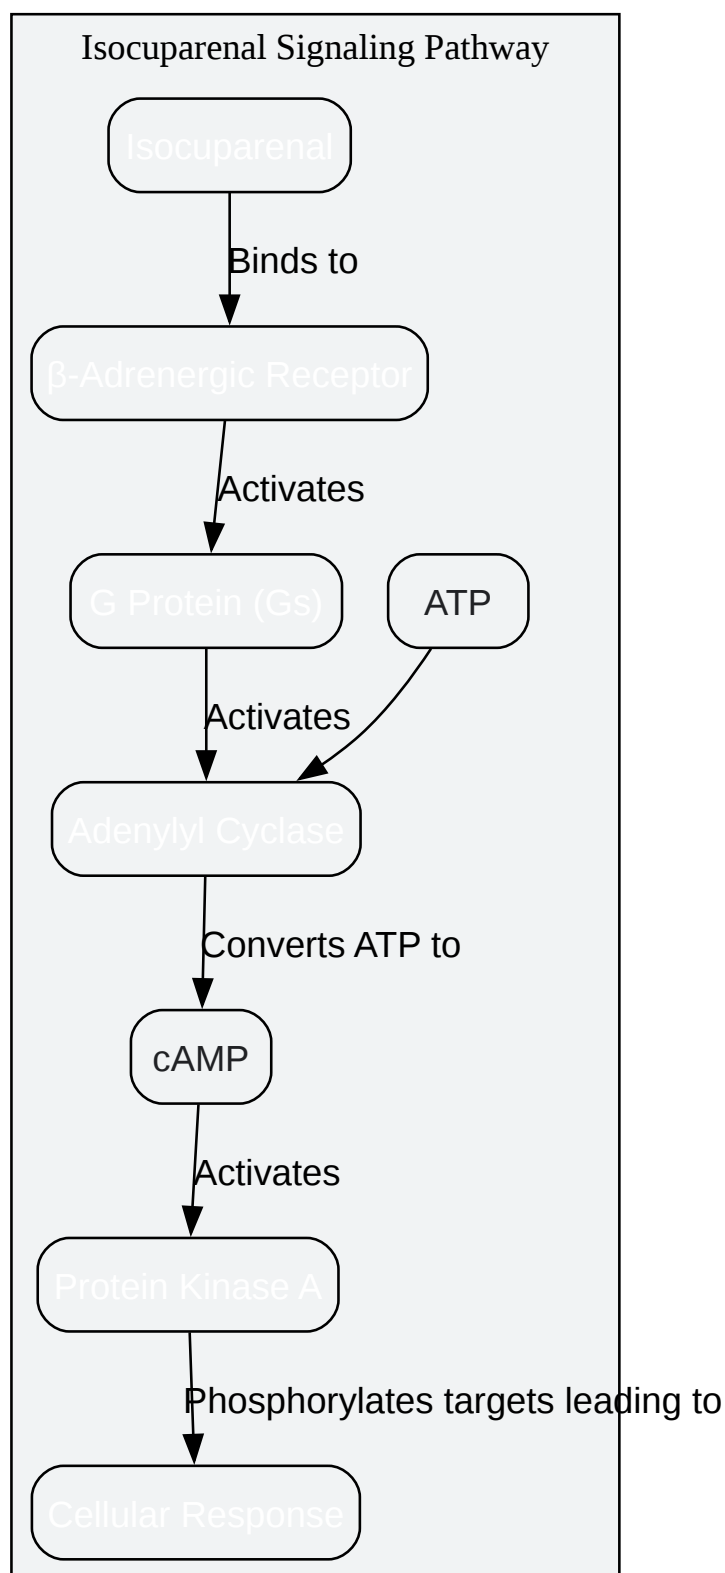 Isocuparenal Signaling Pathway
Isocuparenal
Binds to
β-Adrenergic Receptor
Activates
G Protein (Gs)
ATP
Activates
Adenylyl Cyclase
Converts ATP to
cAMP
Activates
Protein Kinase A
Phosphorylates targets leading to
Cellular Response